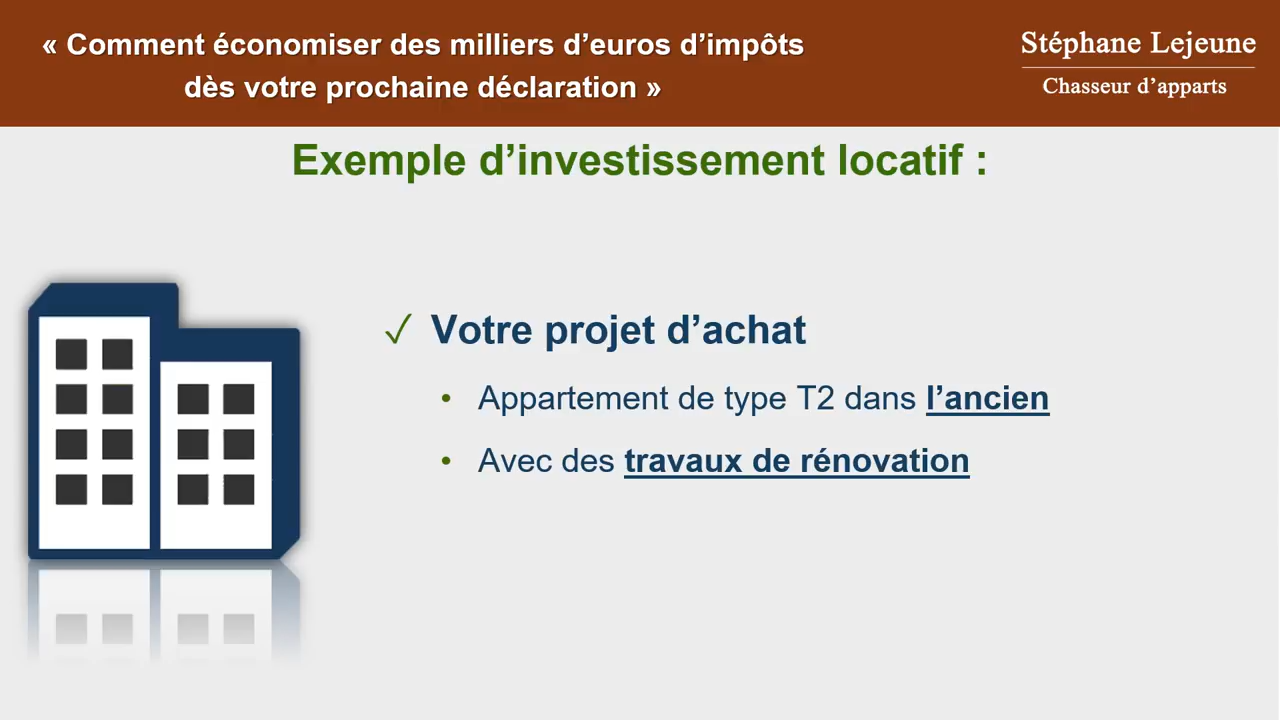 « Comment économiser des milliers d’euros d’impôts
dès votre prochaine déclaration »
Stéphane Lejeune
Chasseur d’apparts
Exemple d’investissement locatif :
✓ Votre projet d’achat
• Appartement de type T2 dans l’ancien
• Avec des travaux de rénovation